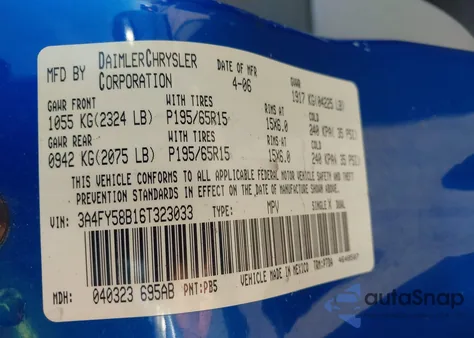 MFD BY DAIMLERCHRYSLER CORPORATION DATE OF MFR 4-06 GVWR 1917 KG(04225 LB)
GAWR FRONT WITH TIRES RIMS AT COLD
1055 KG(2324 LB) P195/65R15 15X6.0 240 KPA( 35 PSI)
GAWR REAR WITH TIRES RIMS AT COLD
0942 KG(2075 LB) P195/65R15 15X6.0 240 KPA( 35 PSI)
THIS VEHICLE CONFORMS TO ALL APPLICABLE FEDERAL MOTOR VEHICLE SAFETY AND THEFT
PREVENTION STANDARDS IN EFFECT ON THE DATE OF MANUFACTURE SHOWN ABOVE.
VIN: 3A4FY58B16T323033 TYPE: MPV SINGLE X DUAL
VEHICLE MADE IN MEXICO
MDH: 040323 695AB PNT:PB5
autoSnap